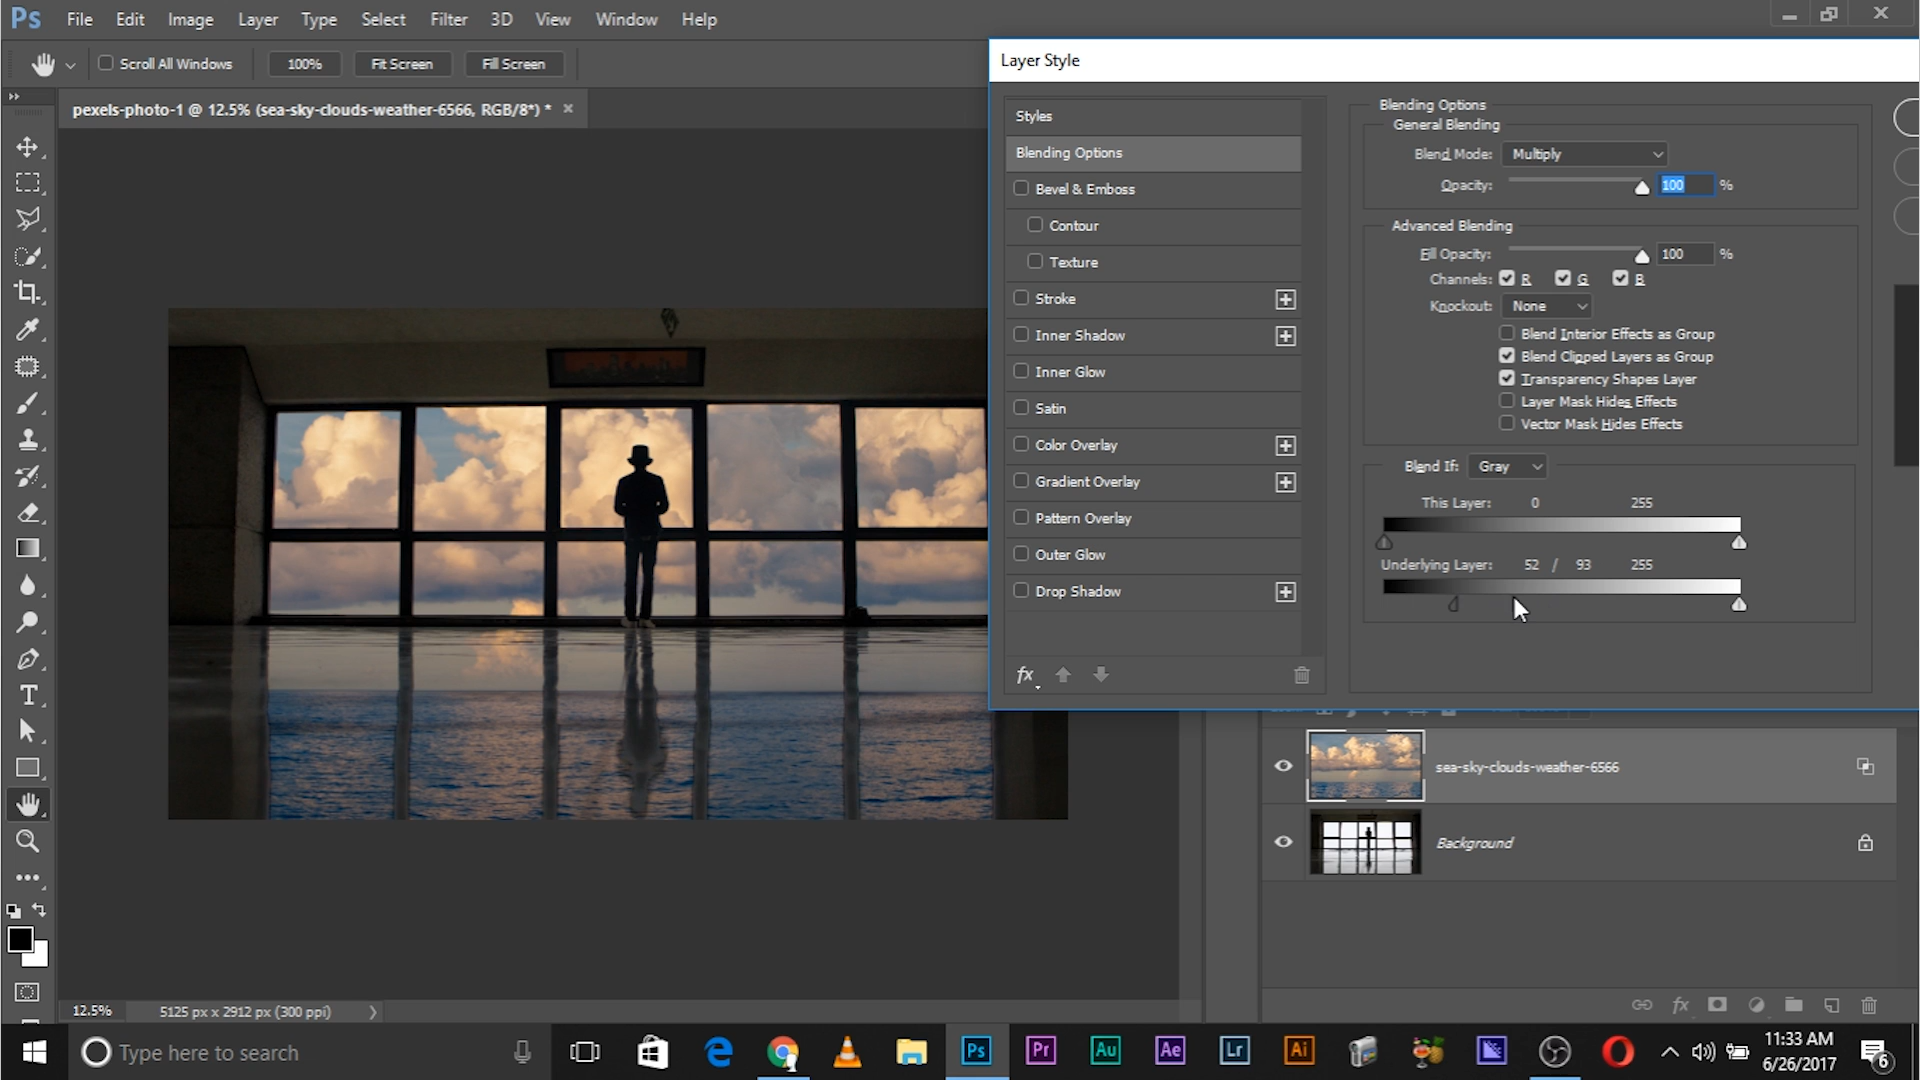 Ps File Edit Image Layer Type Select Filter 3D View Window Help
Scroll All Windows 100% Fit Screen Fill Screen
Layer Style
pexels-photo-1 @ 12.5% (sea-sky-clouds-weather-6566, RGB/8*) * ×
Styles
Blending Options
Bevel & Emboss
Contour
Texture
Stroke
Inner Shadow
Inner Glow
Satin
Color Overlay
Gradient Overlay
Pattern Overlay
Outer Glow
Drop Shadow
fx
Blending Options
General Blending
Blend Mode: Multiply
Opacity: 100 %
Advanced Blending
Fill Opacity: 100 %
Channels: R G B
Knockout: None
Blend Interior Effects as Group
Blend Clipped Layers as Group
Transparency Shapes Layer
Layer Mask Hides Effects
Vector Mask Hides Effects
Blend If: Gray
This Layer: 0 255
Underlying Layer: 52 / 93 255
sea-sky-clouds-weather-6566
Background
T
fx
12.5% 5125 px x 2912 px (300 ppi)
Type here to search
Ps Pr Au Ae Lr Ai
11:33 AM
6/26/2017
6